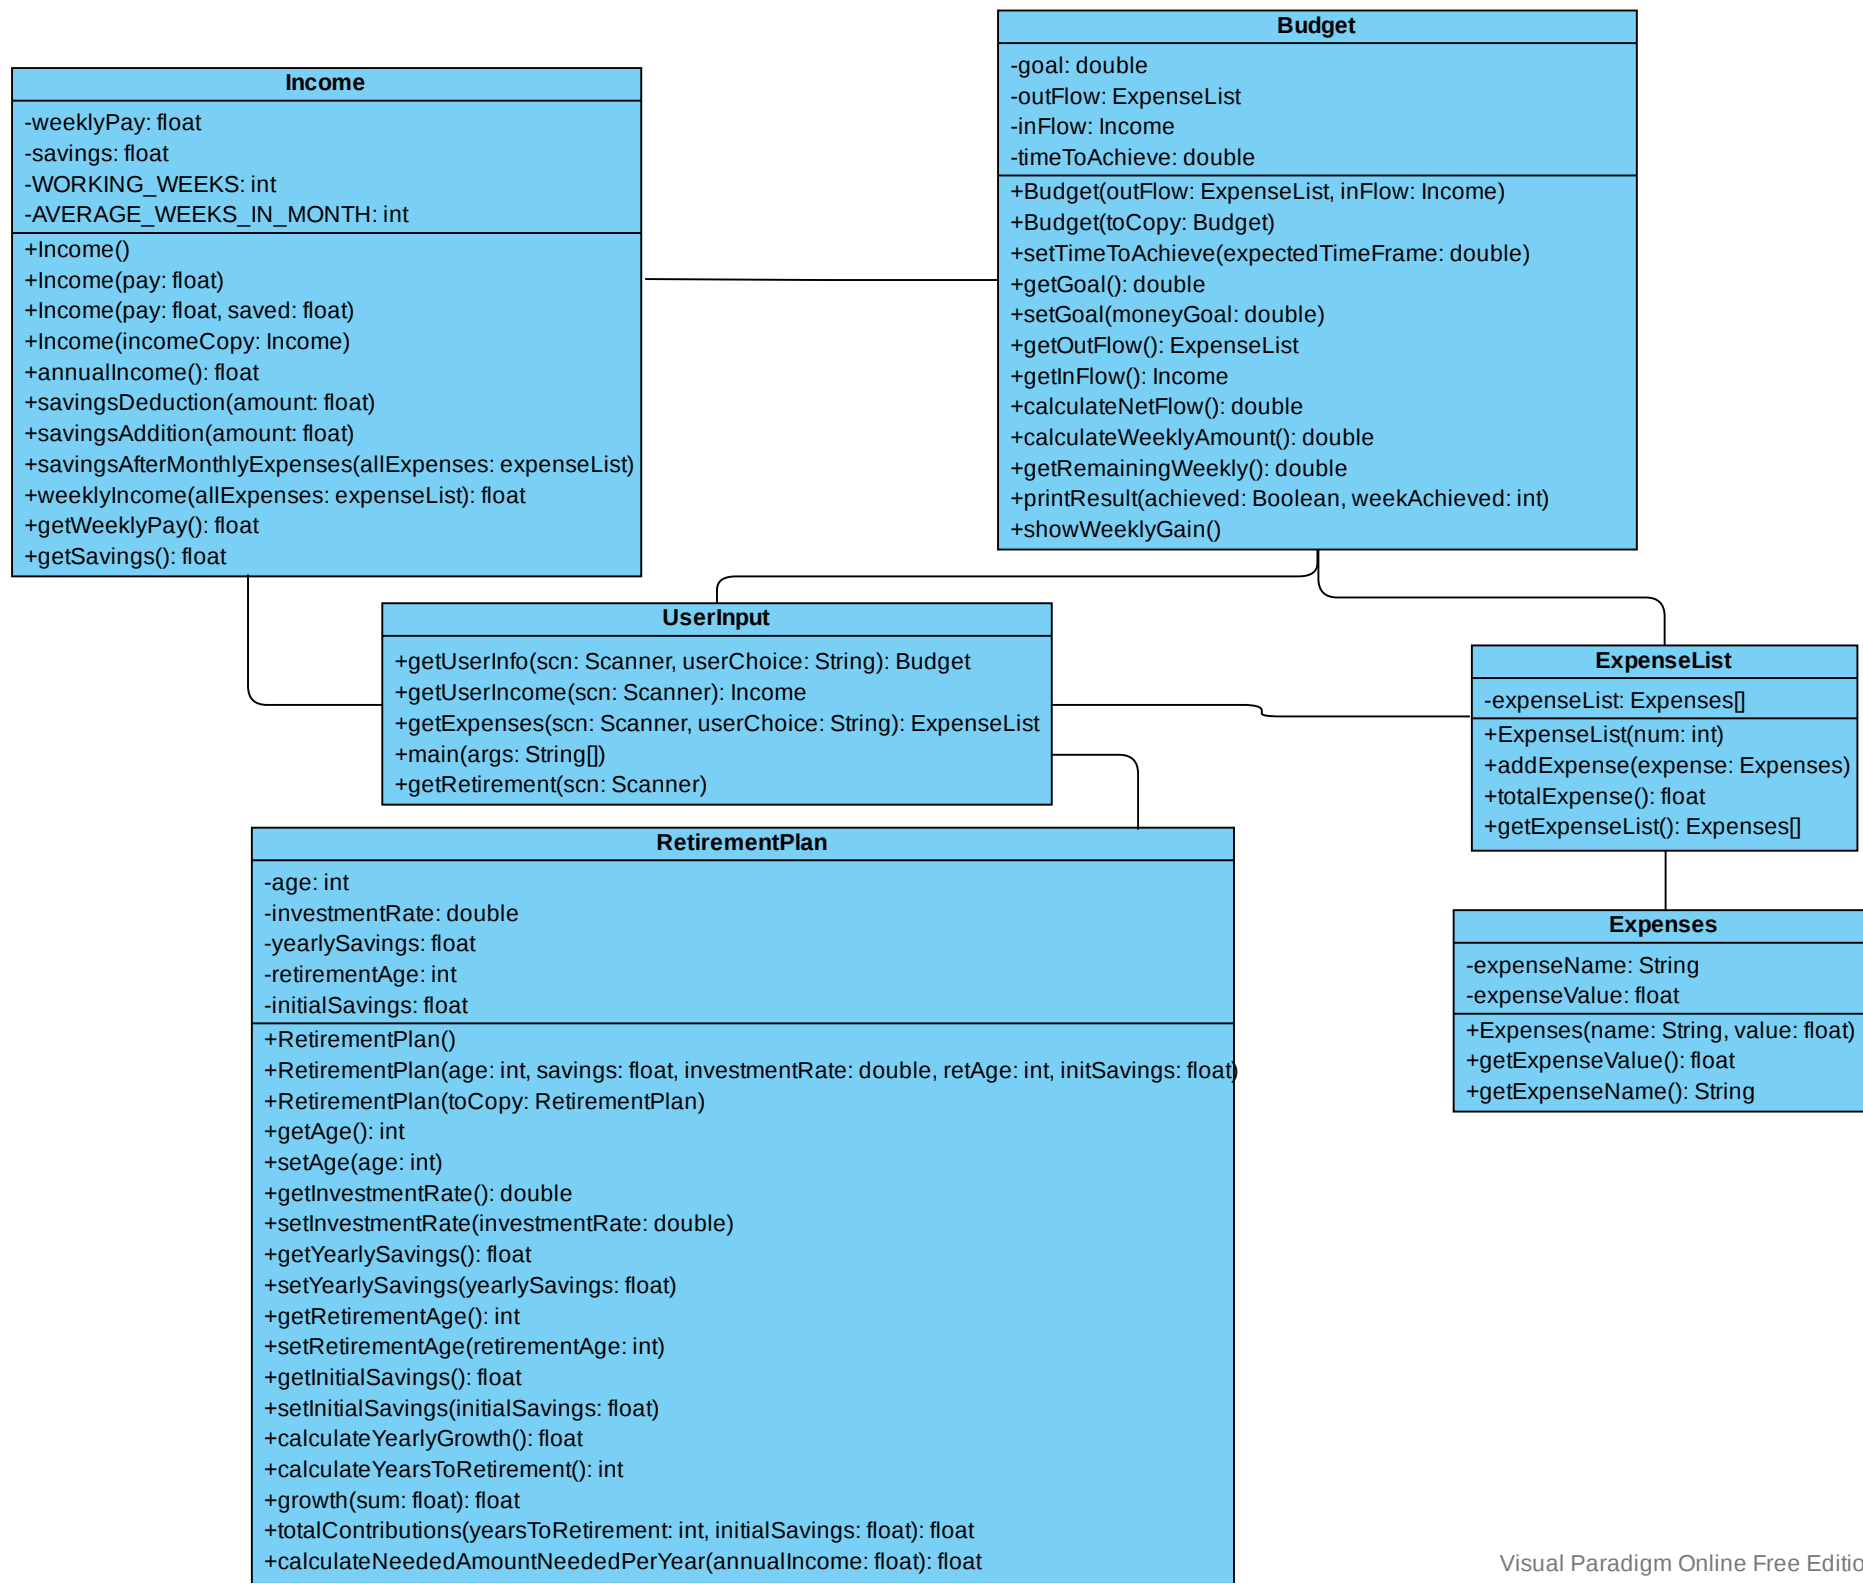 Income
-weeklyPay: float
-savings: float
-WORKING_WEEKS: int
-AVERAGE_WEEKS_IN_MONTH: int
+Income()
+Income(pay: float)
+Income(pay: float, saved: float)
+Income(incomeCopy: Income)
+annualIncome(): float
+savingsDeduction(amount: float)
+savingsAddition(amount: float)
+savingsAfterMonthlyExpenses(allExpenses: expenseList)
+weeklyIncome(allExpenses: expenseList): float
+getWeeklyPay(): float
+getSavings(): float
Budget
-goal: double
-outFlow: ExpenseList
-inFlow: Income
-timeToAchieve: double
+Budget(outFlow: ExpenseList, inFlow: Income)
+Budget(toCopy: Budget)
+setTimeToAchieve(expectedTimeFrame: double)
+getGoal(): double
+setGoal(moneyGoal: double)
+getOutFlow(): ExpenseList
+getInFlow(): Income
+calculateNetFlow(): double
+calculateWeeklyAmount(): double
+getRemainingWeekly(): double
+printResult(achieved: Boolean, weekAchieved: int)
+showWeeklyGain()
UserInput
+getUserInfo(scn: Scanner, userChoice: String): Budget
+getUserIncome(scn: Scanner): Income
+getExpenses(scn: Scanner, userChoice: String): ExpenseList
+main(args: String[])
+getRetirement(scn: Scanner)
ExpenseList
-expenseList: Expenses[]
+ExpenseList(num: int)
+addExpense(expense: Expenses)
+totalExpense(): float
+getExpenseList(): Expenses[]
RetirementPlan
-age: int
-investmentRate: double
-yearlySavings: float
-retirementAge: int
-initialSavings: float
+RetirementPlan()
+RetirementPlan(age: int, savings: float, investmentRate: double, retAge: int, initSavings: float)
+RetirementPlan(toCopy: RetirementPlan)
+getAge(): int
+setAge(age: int)
+getInvestmentRate(): double
+setInvestmentRate(investmentRate: double)
+getYearlySavings(): float
+setYearlySavings(yearlySavings: float)
+getRetirementAge(): int
+setRetirementAge(retirementAge: int)
+getInitialSavings(): float
+setInitialSavings(initialSavings: float)
+calculateYearlyGrowth(): float
+calculateYearsToRetirement(): int
+growth(sum: float): float
+totalContributions(yearsToRetirement: int, initialSavings: float): float
+calculateNeededAmountNeededPerYear(annualIncome: float): float
Expenses
-expenseName: String
-expenseValue: float
+Expenses(name: String, value: float)
+getExpenseValue(): float
+getExpenseName(): String
Visual Paradigm Online Free Editio